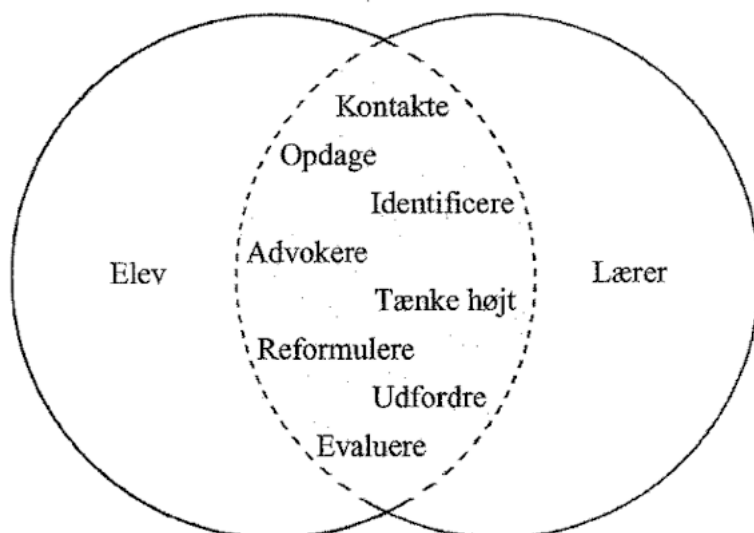 Kontakte
Opdage
Identificere
Advokere
Elev
Lærer
Tænke højt
Reformulere
Udfordre
Evaluere